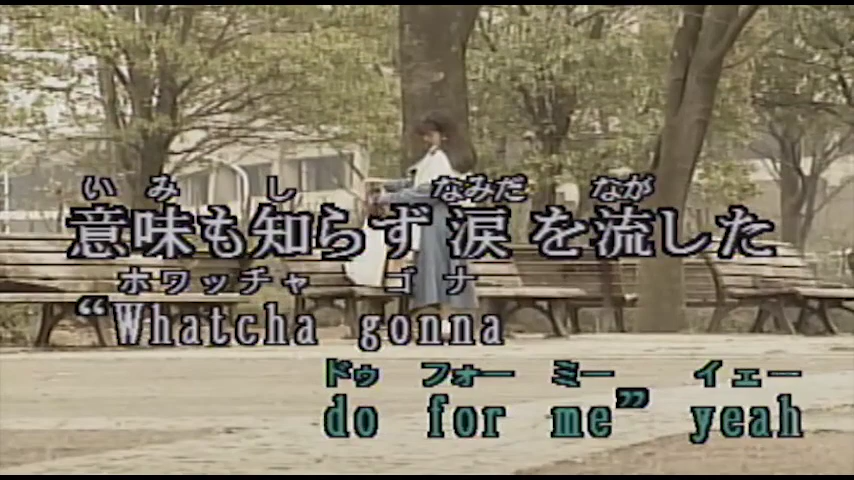 いみ し なみだ なが
意味も知らず 涙 を流した
ホワッチャ ゴナ
“Whatcha gonna
ドゥ フォー ミー イェー
do for me” yeah